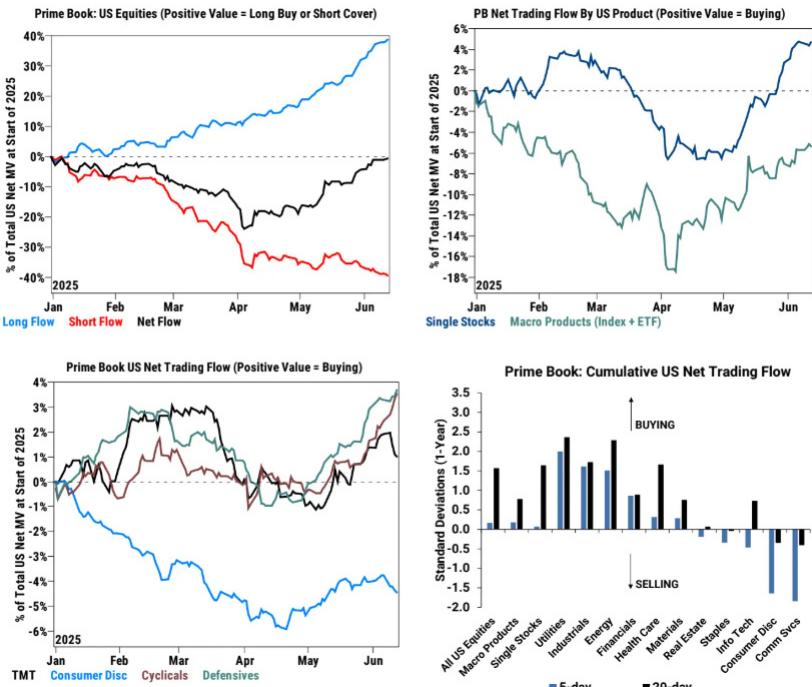 Prime Book: US Equities (Positive Value = Long Buy or Short Cover)
% of Total US Net MV at Start of 2025
40%
30%
20%
10%
0%
-10%
-20%
-30%
-40%
2025
Jan Feb Mar Apr May Jun
Long Flow Short Flow Net Flow
PB Net Trading Flow By US Product (Positive Value = Buying)
% of Total US Net MV at Start of 2025
6%
4%
2%
0%
-2%
-4%
-6%
-8%
-10%
-12%
-14%
-16%
-18%
2025
Jan Feb Mar Apr May Jun
Single Stocks Macro Products (Index + ETF)
Prime Book US Net Trading Flow (Positive Value = Buying)
% of Total US Net MV at Start of 2025
4%
3%
2%
1%
0%
-1%
-2%
-3%
-4%
-5%
-6%
2025
Jan Feb Mar Apr May Jun
TMT Consumer Disc Cyclicals Defensives
Prime Book: Cumulative US Net Trading Flow
Standard Deviations (1-Year)
3.5
3.0
2.5
2.0
1.5
1.0
0.5
0.0
-0.5
-1.0
-1.5
-2.0
BUYING
SELLING
All US Equities
Macro Products
Single Stocks
Utilities
Industrials
Energy
Financials
Health Care
Materials
Real Estate
Staples
Info Tech
Consumer Disc
Comm Svcs
5-day 20-day